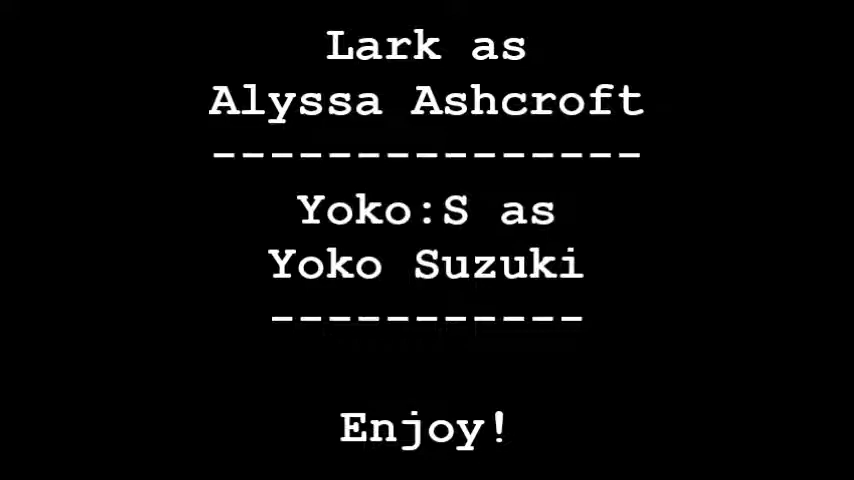 Lark as
Alyssa Ashcroft
---------------
Yoko:S as
Yoko Suzuki
-----------
Enjoy!